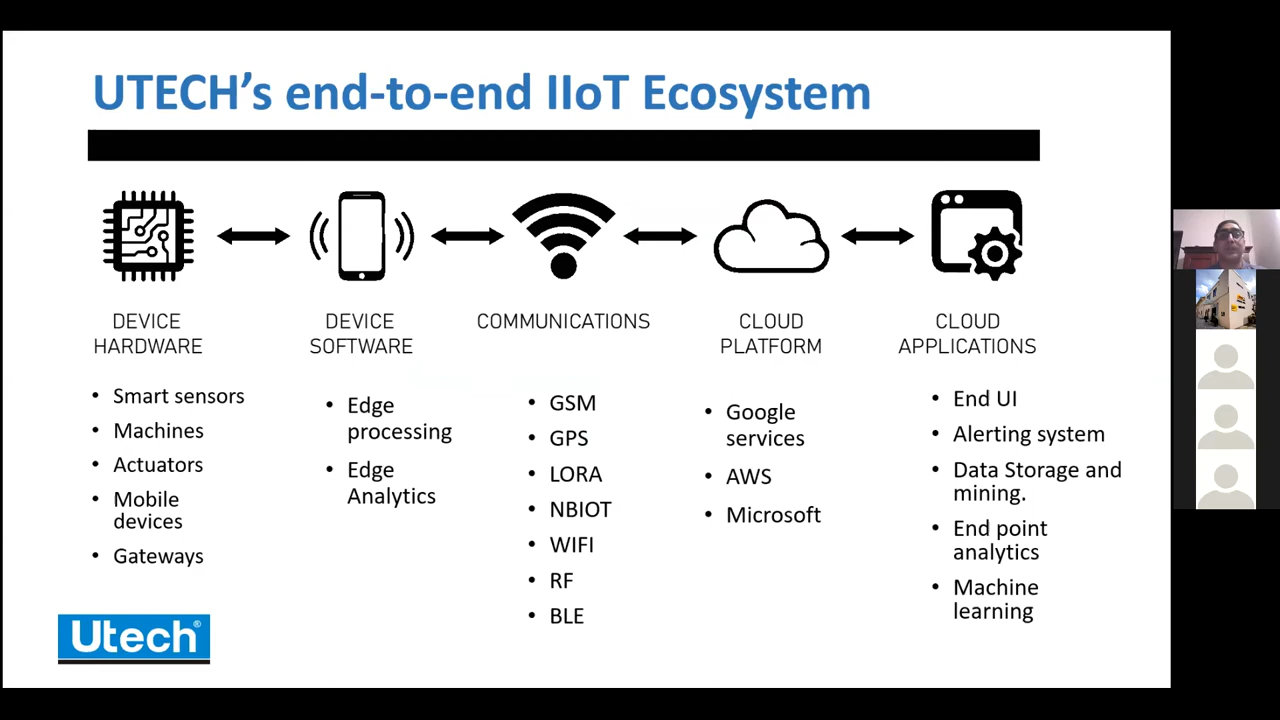 UTECH's end-to-end IIoT Ecosystem
DEVICE
HARDWARE
• Smart sensors
• Machines
• Actuators
• Mobile
devices
• Gateways
DEVICE
SOFTWARE
• Edge
processing
• Edge
Analytics
COMMUNICATIONS
• GSM
• GPS
• LORA
• NBIOT
• WIFI
• RF
• BLE
CLOUD
PLATFORM
• Google
services
• AWS
• Microsoft
CLOUD
APPLICATIONS
• End UI
• Alerting system
• Data Storage and
mining.
• End point
analytics
• Machine
learning
Utech®